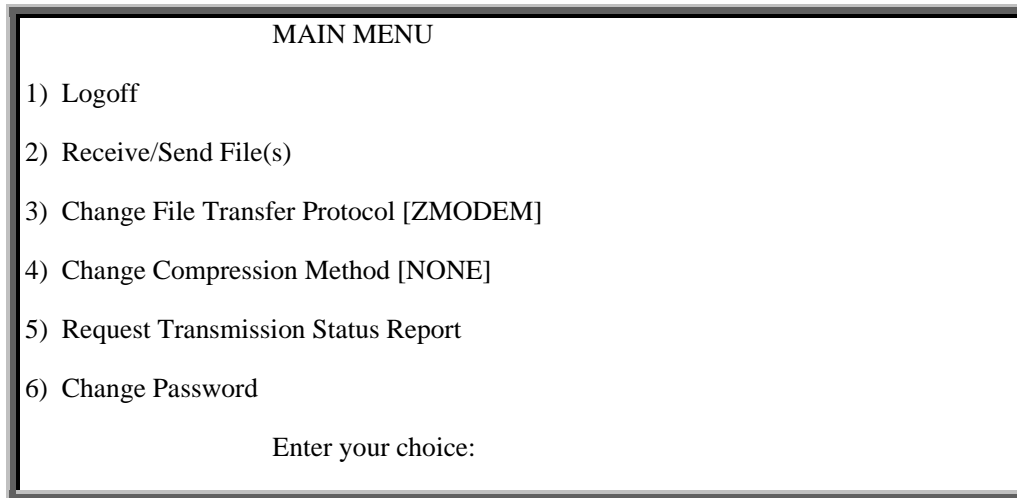 MAIN MENU
1) Logoff
2) Receive/Send File(s)
3) Change File Transfer Protocol [ZMODEM]
4) Change Compression Method [NONE]
5) Request Transmission Status Report
6) Change Password
Enter your choice: